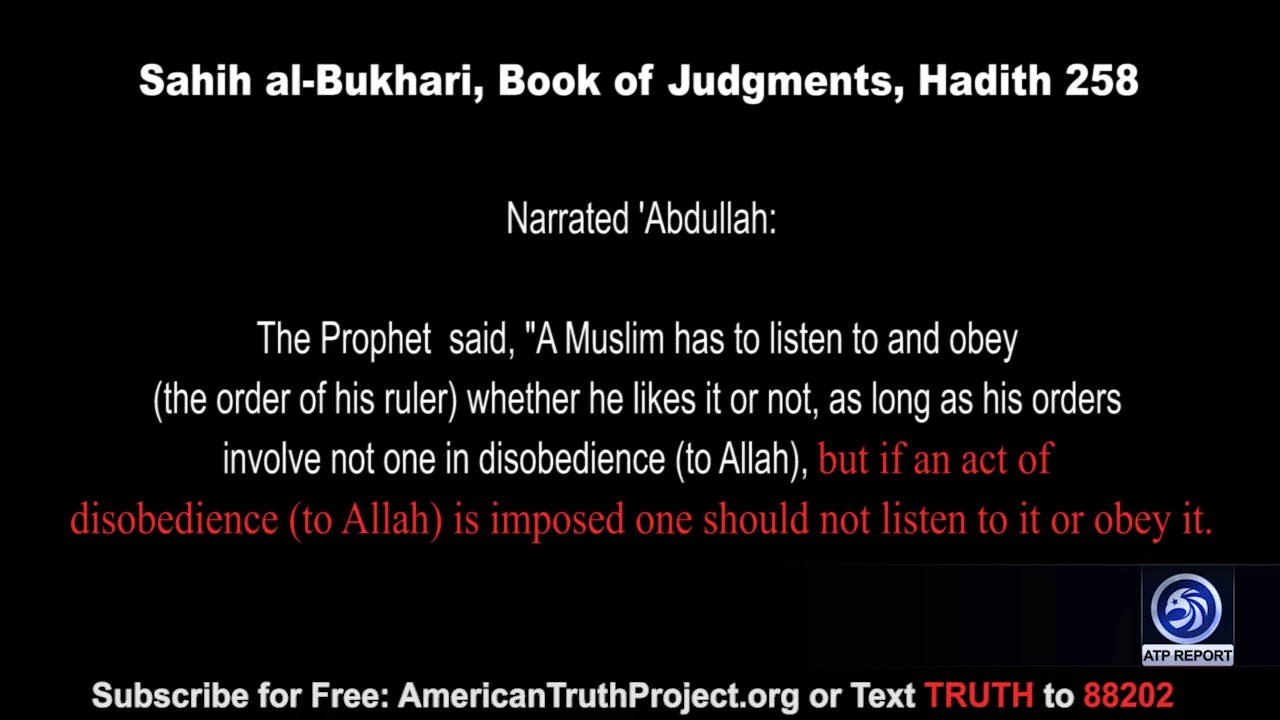 Sahih al-Bukhari, Book of Judgments, Hadith 258
Narrated 'Abdullah:
The Prophet  said, "A Muslim has to listen to and obey
(the order of his ruler) whether he likes it or not, as long as his orders
involve not one in disobedience (to Allah), but if an act of
disobedience (to Allah) is imposed one should not listen to it or obey it.
ATP REPORT
Subscribe for Free: AmericanTruthProject.org or Text TRUTH to 88202